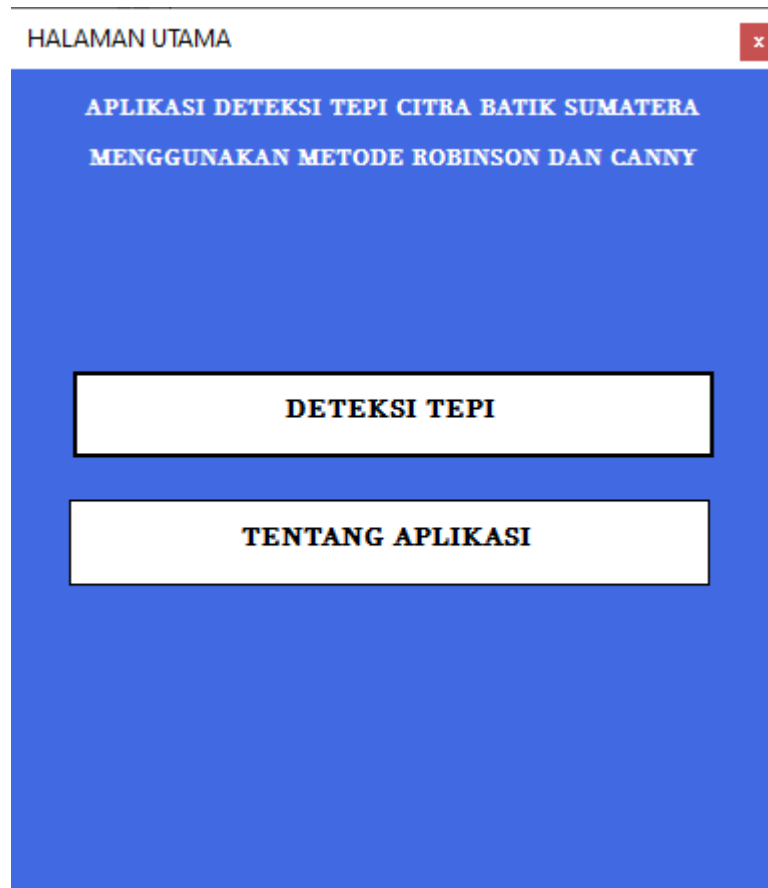 HALAMAN UTAMA
x
APLIKASI DETEKSI TEPI CITRA BATIK SUMATERA
MENGGUNAKAN METODE ROBINSON DAN CANNY
DETEKSI TEPI
TENTANG APLIKASI